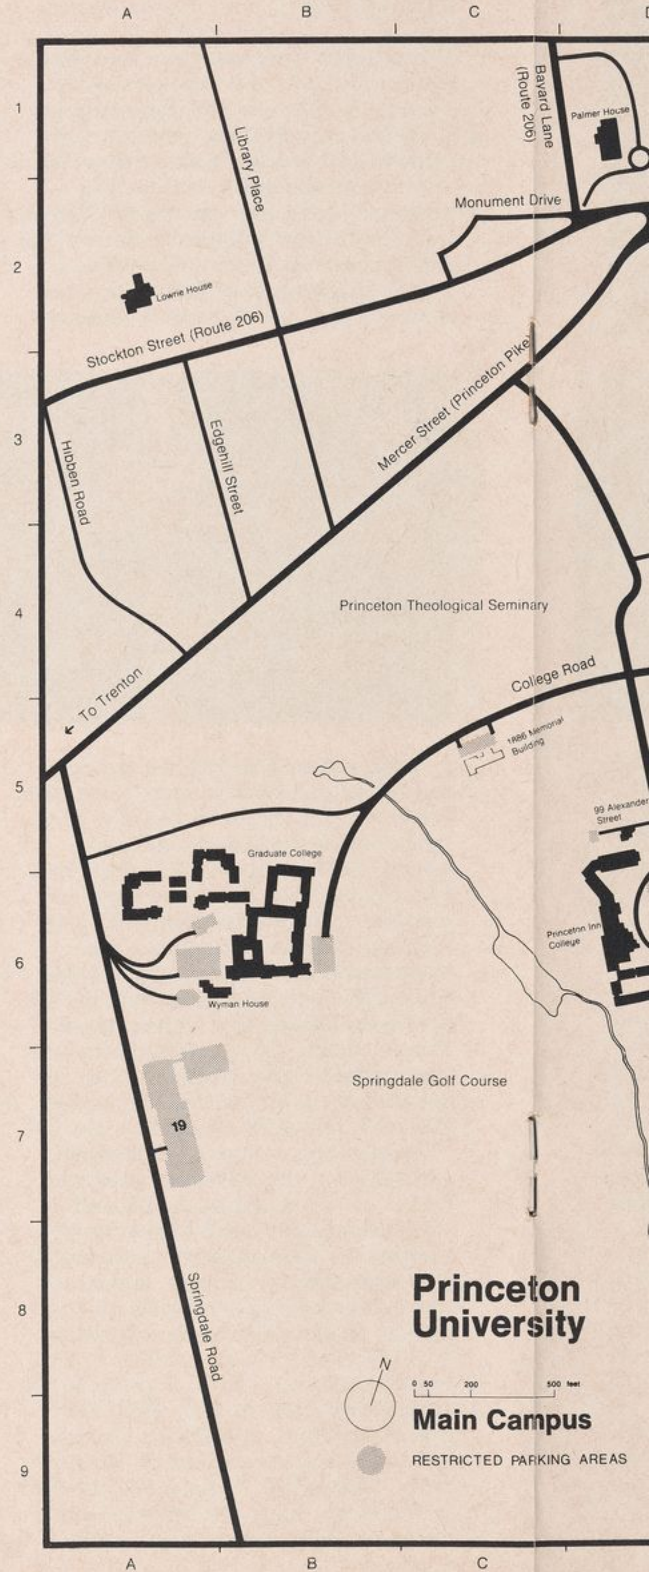 A B C
1
Bayard Lane
(Route 206)
Palmer House
Library Place
Monument Drive
2
Lowrie House
Stockton Street (Route 206)
Mercer Street (Princeton Pike)
3
Hibben Road
Edgehill Street
4
Princeton Theological Seminary
College Road
To Trenton
1886 Memorial
Building
5
99 Alexander
Street
Graduate College
Princeton Inn
College
6
Wyman House
Springdale Golf Course
7
19
Princeton
University
8
Springdale Road
N
0 50 200 500 feet
Main Campus
RESTRICTED PARKING AREAS
9
A B C